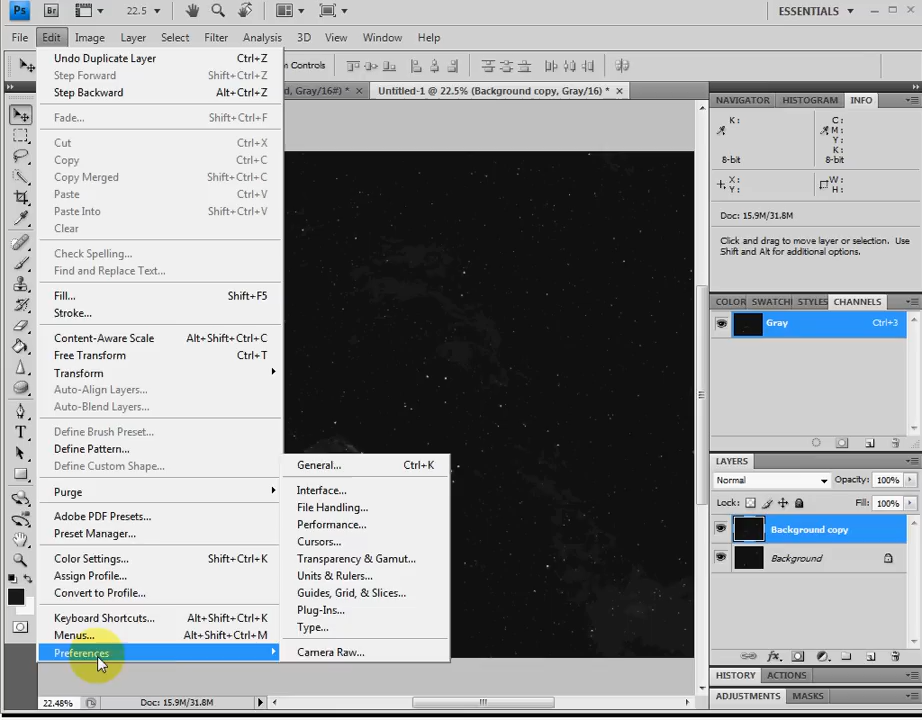 Ps Br 22.5 ESSENTIALS
File Edit Image Layer Select Filter Analysis 3D View Window Help
Controls
d, Gray/16#) * × Untitled-1 @ 22.5% (Background copy, Gray/16) * ×
Undo Duplicate Layer Ctrl+Z
Step Forward Shift+Ctrl+Z
Step Backward Alt+Ctrl+Z
Fade... Shift+Ctrl+F
Cut Ctrl+X
Copy Ctrl+C
Copy Merged Shift+Ctrl+C
Paste Ctrl+V
Paste Into Shift+Ctrl+V
Clear
Check Spelling...
Find and Replace Text...
Fill... Shift+F5
Stroke...
Content-Aware Scale Alt+Shift+Ctrl+C
Free Transform Ctrl+T
Transform
Auto-Align Layers...
Auto-Blend Layers...
Define Brush Preset...
Define Pattern...
Define Custom Shape...
Purge
Adobe PDF Presets...
Preset Manager...
Color Settings... Shift+Ctrl+K
Assign Profile...
Convert to Profile...
Keyboard Shortcuts... Alt+Shift+Ctrl+K
Menus... Alt+Shift+Ctrl+M
Preferences
General... Ctrl+K
Interface...
File Handling...
Performance...
Cursors...
Transparency & Gamut...
Units & Rulers...
Guides, Grid, & Slices...
Plug-Ins...
Type...
Camera Raw...
NAVIGATOR HISTOGRAM INFO
K: C:
M:
Y:
K:
8-bit 8-bit
X: W:
Y: H:
Doc: 15.9M/31.8M
Click and drag to move layer or selection. Use
Shift and Alt for additional options.
COLOR SWATCH STYLES CHANNELS
Gray Ctrl+3
LAYERS
Normal Opacity: 100%
Lock: Fill: 100%
Background copy
Background
fx
HISTORY ACTIONS
ADJUSTMENTS MASKS
22.48% Doc: 15.9M/31.8M